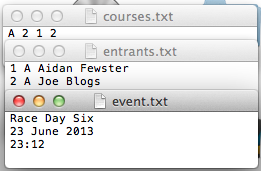 courses.txt
A 2 1 2
entrants.txt
1 A Aidan Fewster
2 A Joe Blogs
event.txt
Race Day Six
23 June 2013
23:12